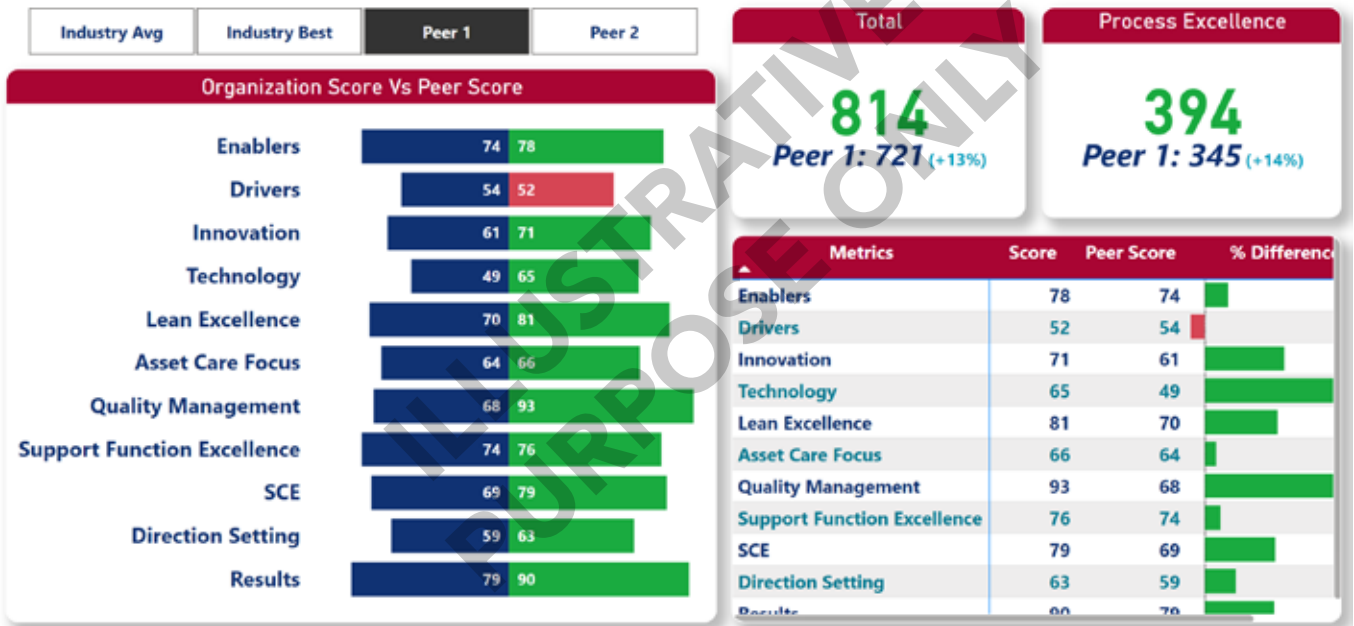 Industry Avg Industry Best Peer 1 Peer 2
Organization Score Vs Peer Score
Enablers 74 78
Drivers 54 52
Innovation 61 71
Technology 49 65
Lean Excellence 70 81
Asset Care Focus 64 66
Quality Management 68 93
Support Function Excellence 74 76
SCE 69 79
Direction Setting 59 63
Results 79 90
Total
814
Peer 1: 721 (+13%)
Process Excellence
394
Peer 1: 345 (+14%)
Metrics Score Peer Score % Difference
Enablers 78 74
Drivers 52 54
Innovation 71 61
Technology 65 49
Lean Excellence 81 70
Asset Care Focus 66 64
Quality Management 93 68
Support Function Excellence 76 74
SCE 79 69
Direction Setting 63 59
Results 90 79
ILLUSTRATIVE
PURPOSE ONLY